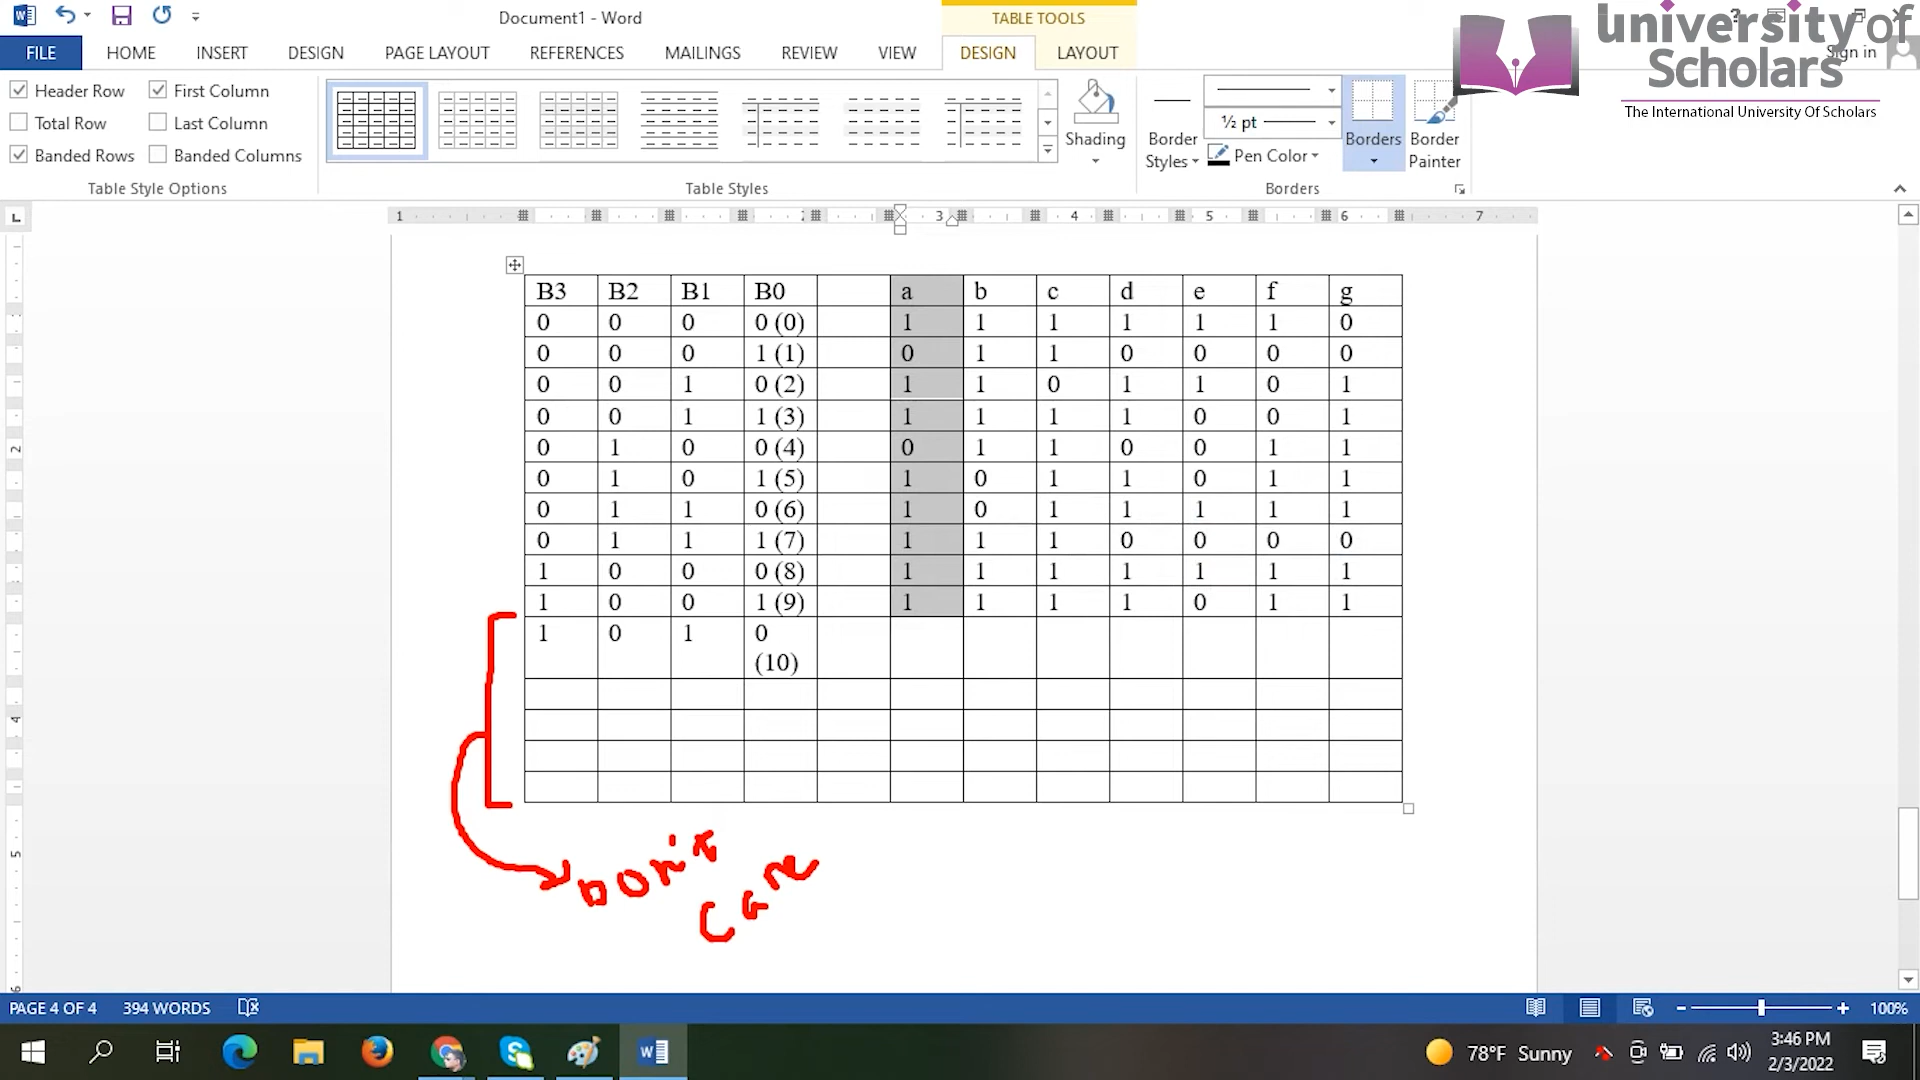 Document1 - Word
TABLE TOOLS
FILE HOME INSERT DESIGN PAGE LAYOUT REFERENCES MAILINGS REVIEW VIEW DESIGN LAYOUT Sign in
university of
Scholars
The International University Of Scholars
Header Row First Column
Total Row Last Column
Banded Rows Banded Columns
Table Style Options
Table Styles
Shading
Border Styles
½ pt
Pen Color
Borders
Border Painter
Borders
1 2 3 4 5 6 7
2
4
5
B3 B2 B1 B0 a b c d e f g
0 0 0 0 (0) 1 1 1 1 1 1 0
0 0 0 1 (1) 0 1 1 0 0 0 0
0 0 1 0 (2) 1 1 0 1 1 0 1
0 0 1 1 (3) 1 1 1 1 0 0 1
0 1 0 0 (4) 0 1 1 0 0 1 1
0 1 0 1 (5) 1 0 1 1 0 1 1
0 1 1 0 (6) 1 0 1 1 1 1 1
0 1 1 1 (7) 1 1 1 0 0 0 0
1 0 0 0 (8) 1 1 1 1 1 1 1
1 0 0 1 (9) 1 1 1 1 0 1 1
1 0 1 0
(10)
Don't
Care
PAGE 4 OF 4 394 WORDS 100%
78°F Sunny
3:46 PM
2/3/2022